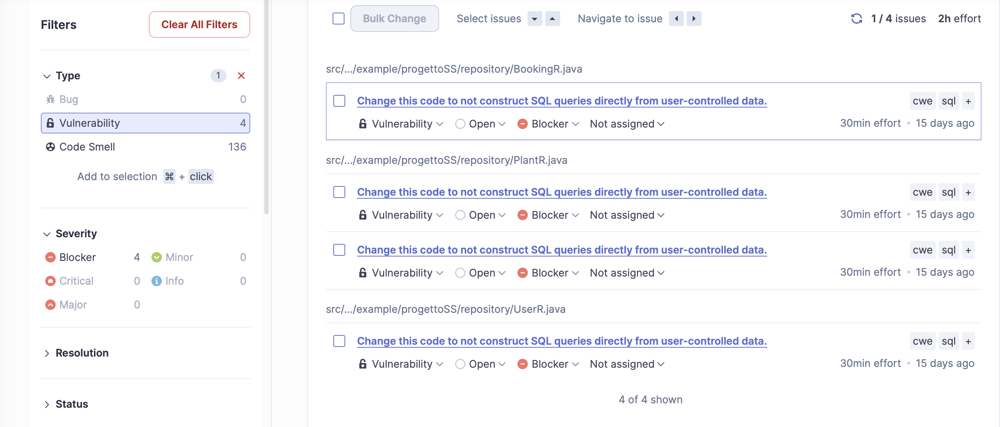 Filters
Clear All Filters
Type 1
Bug 0
Vulnerability 4
Code Smell 136
Add to selection ⌘ + click
Severity
Blocker 4 Minor 0
Critical 0 Info 0
Major 0
Resolution
Status
Bulk Change Select issues Navigate to issue 1 / 4 issues 2h effort
src/.../example/progettoSS/repository/BookingR.java
Change this code to not construct SQL queries directly from user-controlled data. cwe sql +
Vulnerability Open Blocker Not assigned 30min effort • 15 days ago
src/.../example/progettoSS/repository/PlantR.java
Change this code to not construct SQL queries directly from user-controlled data. cwe sql +
Vulnerability Open Blocker Not assigned 30min effort • 15 days ago
Change this code to not construct SQL queries directly from user-controlled data. cwe sql +
Vulnerability Open Blocker Not assigned 30min effort • 15 days ago
src/.../example/progettoSS/repository/UserR.java
Change this code to not construct SQL queries directly from user-controlled data. cwe sql +
Vulnerability Open Blocker Not assigned 30min effort • 15 days ago
4 of 4 shown